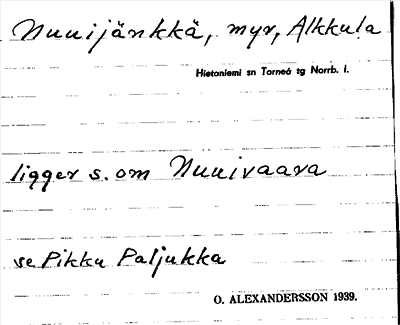 Nuuijänkkä, myr, Alkkula
Hietaniemi sn Torneå tg Norrb. l.
ligger s. om Nuuivaara
se Pikku Paljukka
O. ALEXANDERSSON 1939.